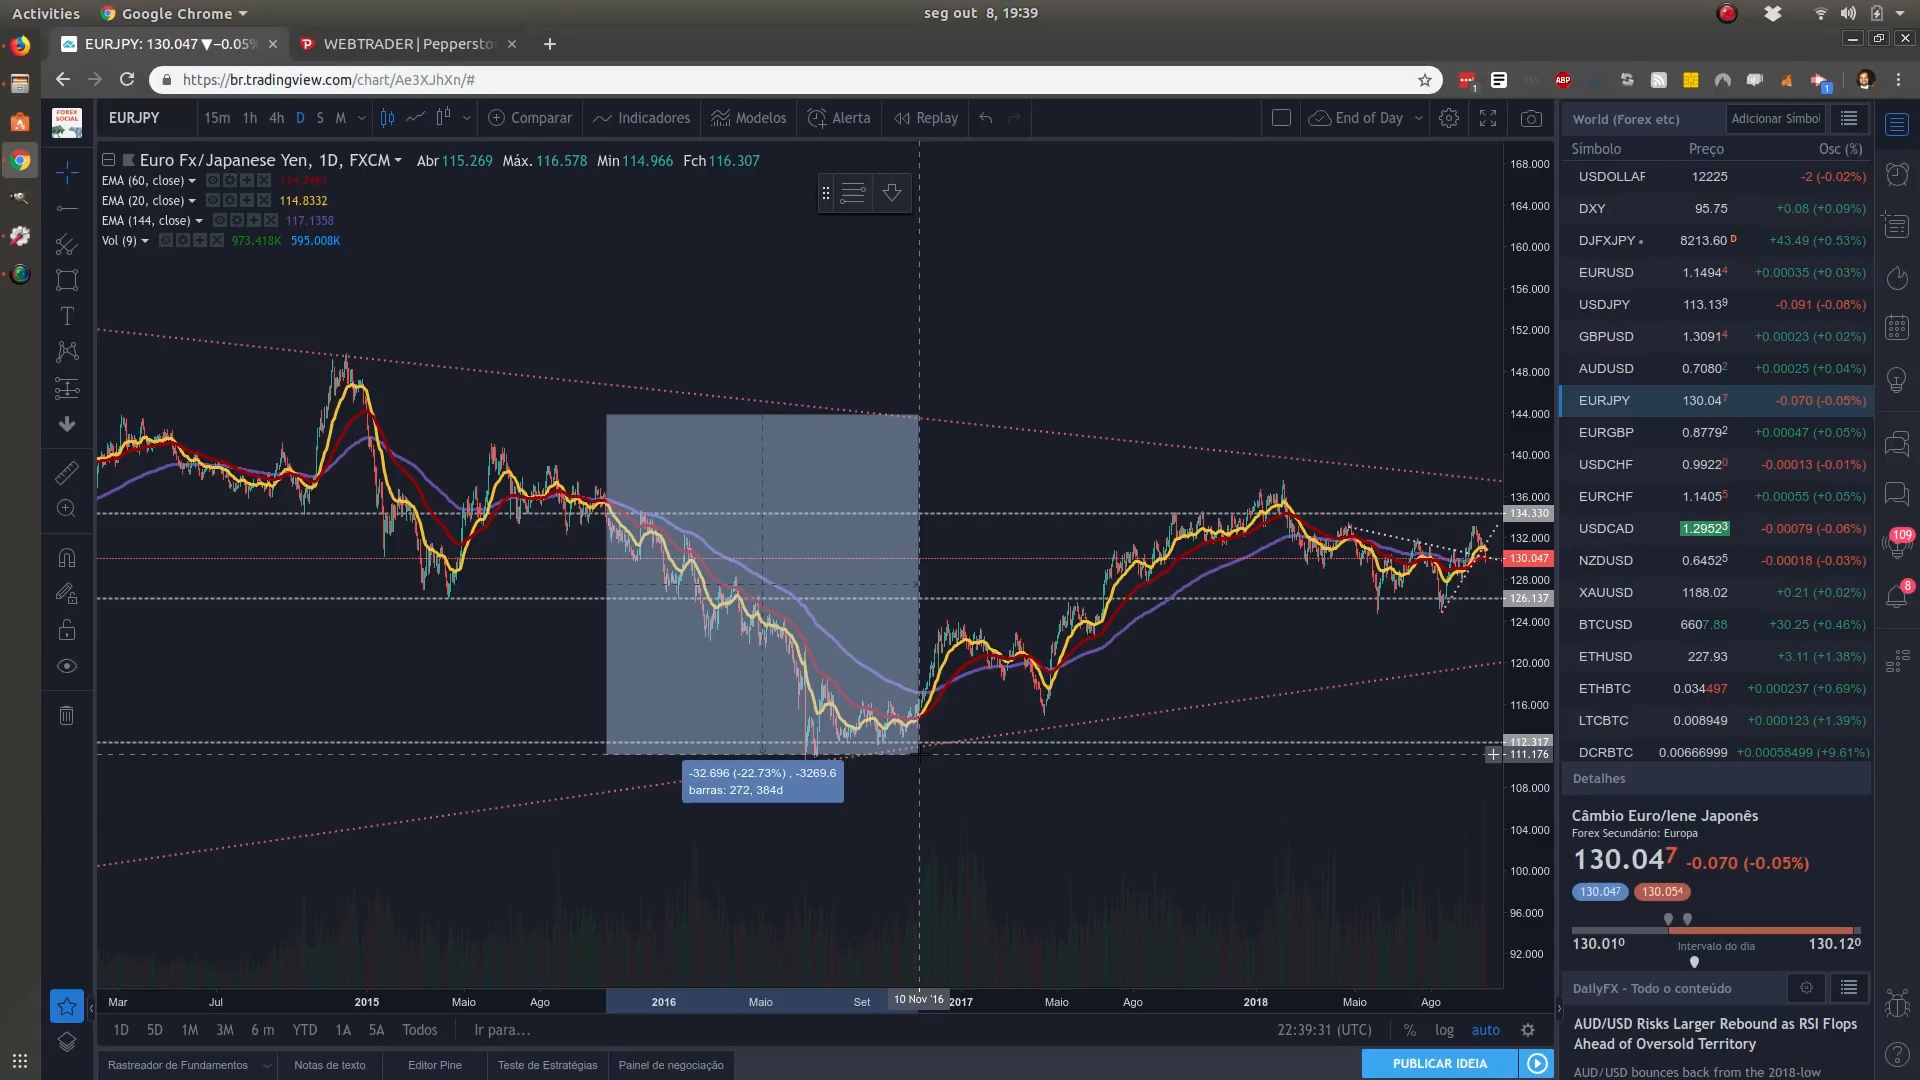 Activities
Google Chrome
seg out 8, 19:39
EURJPY: 130.047 ▼−0.05%
WEBTRADER | Peppersto
https://br.tradingview.com/chart/Ae3XJhXn/#
ABP
1
1
FOREX SOCIAL
EURJPY 15m 1h 4h D S M
Comparar
Indicadores
Modelos
Alerta
Replay
End of Day
Euro Fx/Japanese Yen, 1D, FXCM Abr 115.269 Máx. 116.578 Min 114.966 Fch 116.307
EMA (60, close) 114.7461
EMA (20, close) 114.8332
EMA (144, close) 117.1358
Vol (9) 973.418K 595.008K
168.000
164.000
160.000
156.000
152.000
148.000
144.000
140.000
136.000
134.330
132.000
130.047
128.000
126.137
124.000
120.000
116.000
112.317
111.176
108.000
104.000
100.000
96.000
92.000
-32.696 (-22.73%) , -3269.6
barras: 272, 384d
Mar Jul 2015 Maio Ago 2016 Maio Set 10 Nov '16 2017 Maio Ago 2018 Maio Ago
1D 5D 1M 3M 6 m YTD 1A 5A Todos Ir para...
22:39:31 (UTC) % log auto
Rastreador de Fundamentos Notas de texto Editor Pine Teste de Estratégias Painel de negociação
PUBLICAR IDEIA
World (Forex etc) Adicionar Símbol
Símbolo Preço Osc (%)
USDOLLAR 12225 -2 (-0.02%)
DXY 95.75 +0.08 (+0.09%)
DJFXJPY 8213.60 D +43.49 (+0.53%)
EURUSD 1.14944 +0.00035 (+0.03%)
USDJPY 113.139 -0.091 (-0.08%)
GBPUSD 1.30914 +0.00023 (+0.02%)
AUDUSD 0.70802 +0.00025 (+0.04%)
EURJPY 130.047 -0.070 (-0.05%)
EURGBP 0.87792 +0.00047 (+0.05%)
USDCHF 0.99220 -0.00013 (-0.01%)
EURCHF 1.14055 +0.00055 (+0.05%)
USDCAD 1.29523 -0.00079 (-0.06%)
NZDUSD 0.64525 -0.00018 (-0.03%)
XAUUSD 1188.02 +0.21 (+0.02%)
BTCUSD 6607.88 +30.25 (+0.46%)
ETHUSD 227.93 +3.11 (+1.38%)
ETHBTC 0.034497 +0.000237 (+0.69%)
LTCBTC 0.008949 +0.000123 (+1.39%)
DCRBTC 0.00666999 +0.00058499 (+9.61%)
109
8
Detalhes
Câmbio Euro/Iene Japonês
Forex Secundário: Europa
130.047 -0.070 (-0.05%)
130.047 130.054
130.010 Intervalo do dia 130.120
DailyFX - Todo o conteúdo
AUD/USD Risks Larger Rebound as RSI Flops
Ahead of Oversold Territory
AUD/USD bounces back from the 2018-low